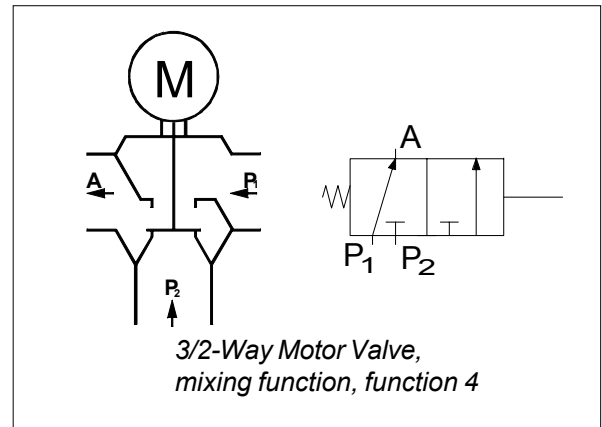 M
A
P1
P2
A
P1 P2
3/2-Way Motor Valve,
mixing function, function 4